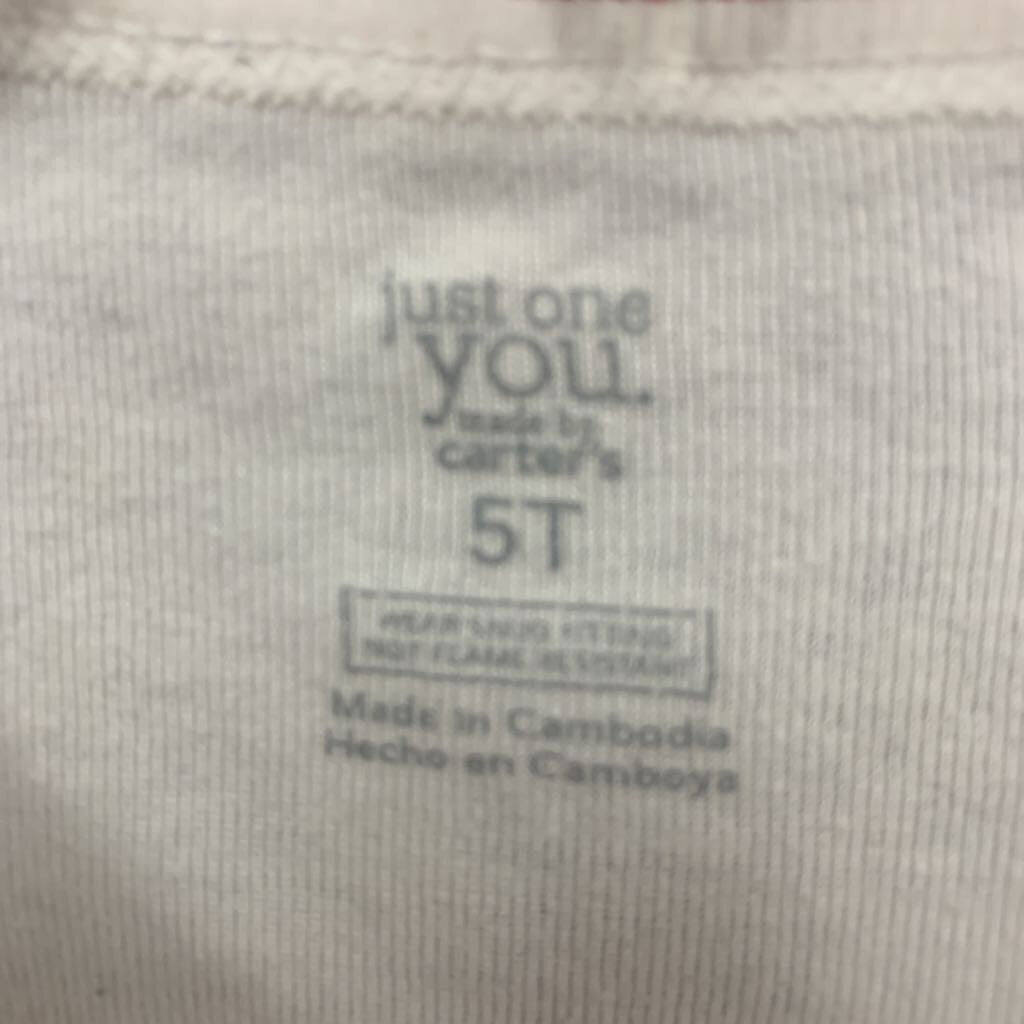 just one
you.
made by
carter's
5T
WEAR SNUG FITTING
NOT FLAME RESISTANT
Made in Cambodia
Hecho en Camboya